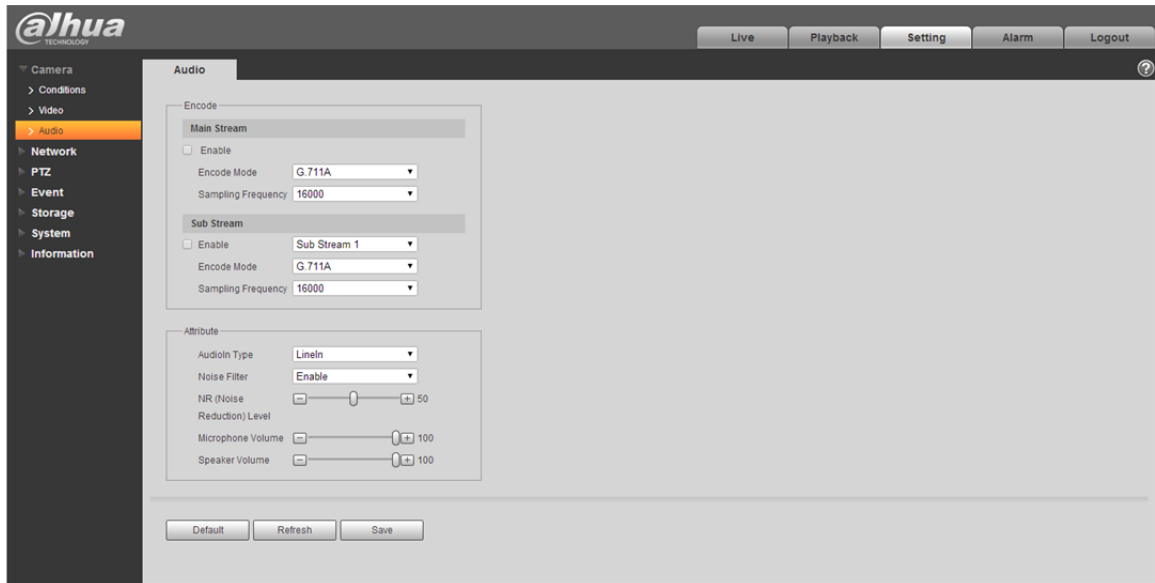 alhua
TECHNOLOGY
Live Playback Setting Alarm Logout
Camera
Conditions
Video
Audio
Network
PTZ
Event
Storage
System
Information
Audio
?
Encode
Main Stream
Enable
Encode Mode G.711A
Sampling Frequency 16000
Sub Stream
Enable Sub Stream 1
Encode Mode G.711A
Sampling Frequency 16000
Attribute
AudioIn Type LineIn
Noise Filter Enable
NR (Noise 50
Reduction) Level
Microphone Volume 100
Speaker Volume 100
Default Refresh Save